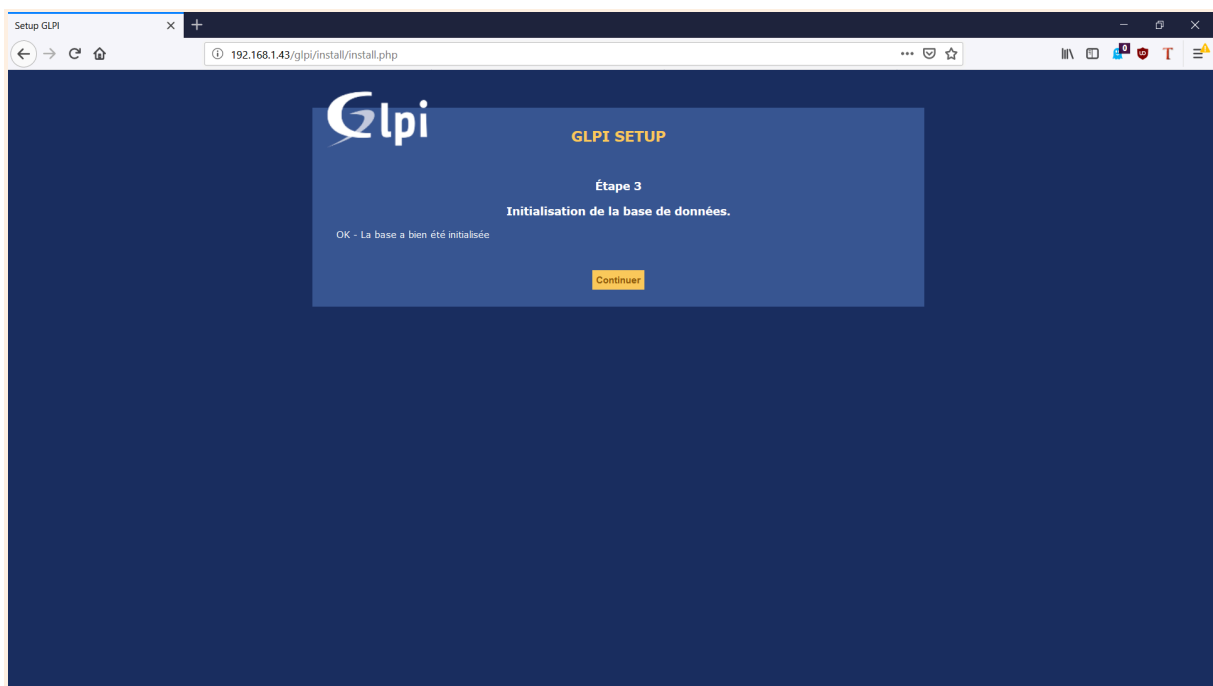 Setup GLPI
192.168.1.43/glpi/install/install.php
0
T
Glpi
GLPI SETUP
Étape 3
Initialisation de la base de données.
OK - La base a bien été initialisée
Continuer